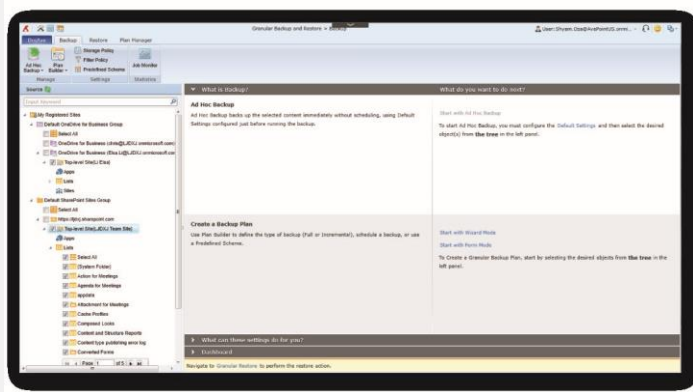 Granular Backup and Restore > Backup
Backup
Restore
Plan Manager
Ad Hoc Backup
Plan Builder
Storage Policy
Filter Policy
Predefined Scheme
Job Monitor
Manage
Settings
Statistics
Source
Input Keyword
My Registered Sites
Default OneDrive for Business Group
Select All
Top-level Site(Li Elsa)
Apps
Lists
Sites
Default SharePoint Sites Group
Select All
Top-level Site(LJDXJ Team Site)
Apps
Lists
Select All
(System Folder)
Action for Meetings
Agenda for Meetings
appdata
Attachment for Meetings
Cache Profiles
Composed Looks
Content and Structure Reports
Content type publishing error log
Converted Forms
Page 1 of 5
What is Backup?
What do you want to do next?
Ad Hoc Backup
Ad Hoc Backup backs up the selected content immediately without scheduling, using Default
Settings configured just before running the backup.
Start with Ad Hoc Backup
To start Ad Hoc Backup, you must configure the Default Settings and then select the desired
object(s) from the tree in the left panel.
Create a Backup Plan
Use Plan Builder to define the type of backup (Full or Incremental), schedule a backup, or use
a Predefined Scheme.
Start with Wizard Mode
Start with Form Mode
To Create a Granular Backup Plan, start by selecting the desired objects from the tree in the
left panel.
What can these settings do for you?
Dashboard
Navigate to Granular Restore to perform the restore action.